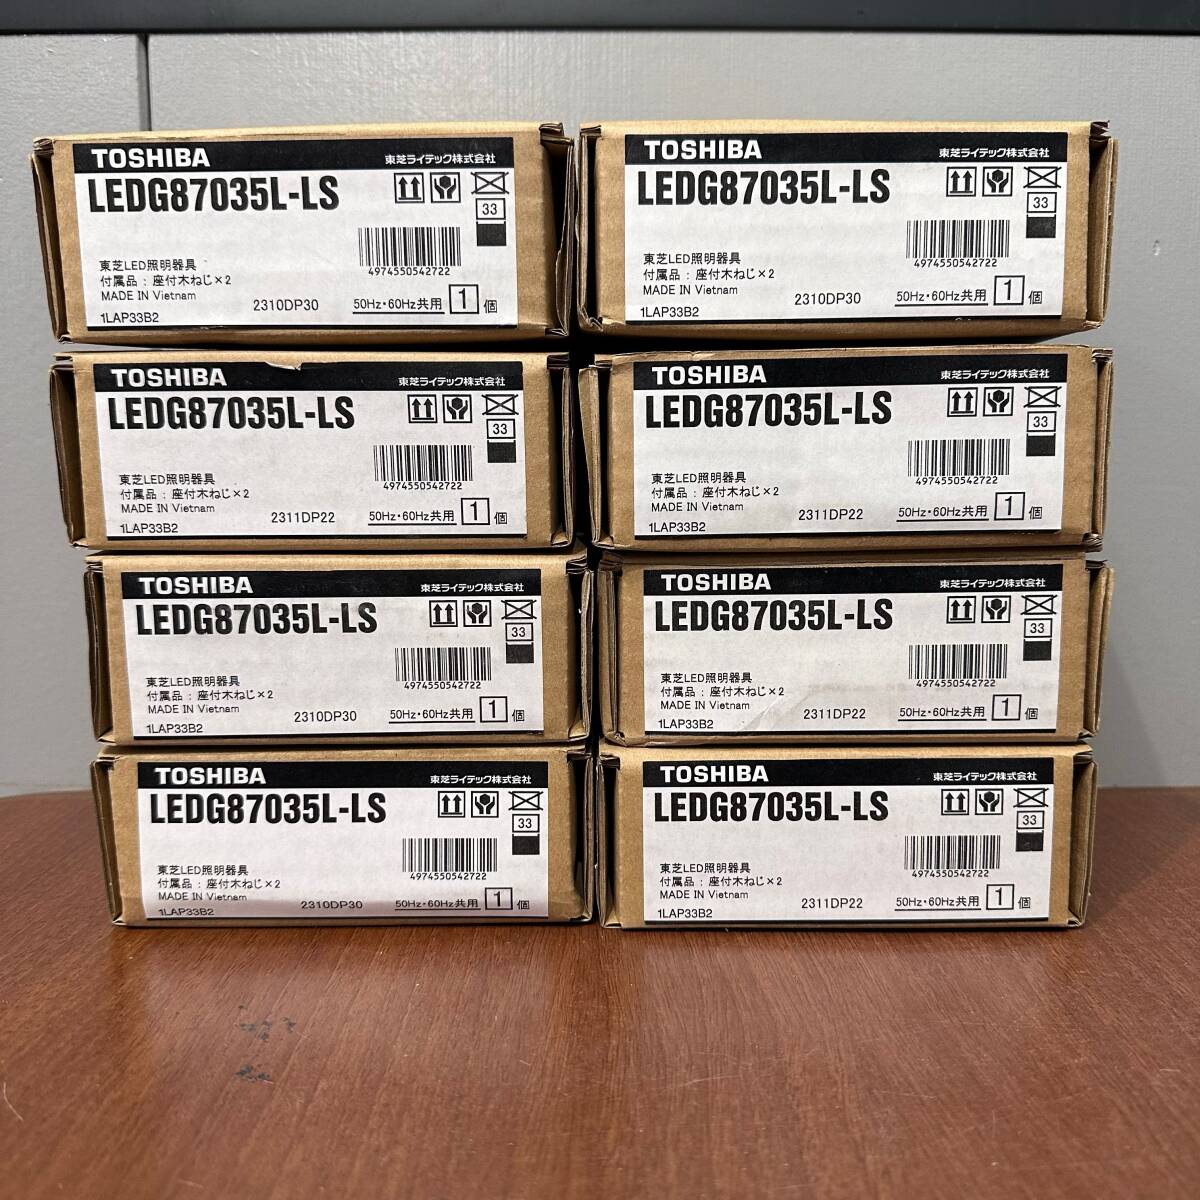 TOSHIBA 東芝ライテック株式会社
LEDG87035L-LS
33
4974550542722
東芝LED照明器具
付属品：座付木ねじ×2
MADE IN Vietnam 2310DP30 50Hz・60Hz共用 1個
1LAP33B2
TOSHIBA 東芝ライテック株式会社
LEDG87035L-LS
33
4974550542722
東芝LED照明器具
付属品：座付木ねじ×2
MADE IN Vietnam 2310DP30 50Hz・60Hz共用 1個
1LAP33B2
TOSHIBA 東芝ライテック株式会社
LEDG87035L-LS
33
4974550542722
東芝LED照明器具
付属品：座付木ねじ×2
MADE IN Vietnam 2311DP22 50Hz・60Hz共用 1個
1LAP33B2
TOSHIBA 東芝ライテック株式会社
LEDG87035L-LS
33
4974550542722
東芝LED照明器具
付属品：座付木ねじ×2
MADE IN Vietnam 2311DP22 50Hz・60Hz共用 1個
1LAP33B2
TOSHIBA 東芝ライテック株式会社
LEDG87035L-LS
33
4974550542722
東芝LED照明器具
付属品：座付木ねじ×2
MADE IN Vietnam 2310DP30 50Hz・60Hz共用 1個
1LAP33B2
TOSHIBA 東芝ライテック株式会社
LEDG87035L-LS
33
4974550542722
東芝LED照明器具
付属品：座付木ねじ×2
MADE IN Vietnam 2311DP22 50Hz・60Hz共用 1個
1LAP33B2
TOSHIBA 東芝ライテック株式会社
LEDG87035L-LS
33
4974550542722
東芝LED照明器具
付属品：座付木ねじ×2
MADE IN Vietnam 2310DP30 50Hz・60Hz共用 1個
1LAP33B2
TOSHIBA 東芝ライテック株式会社
LEDG87035L-LS
33
4974550542722
東芝LED照明器具
付属品：座付木ねじ×2
MADE IN Vietnam 2311DP22 50Hz・60Hz共用 1個
1LAP33B2